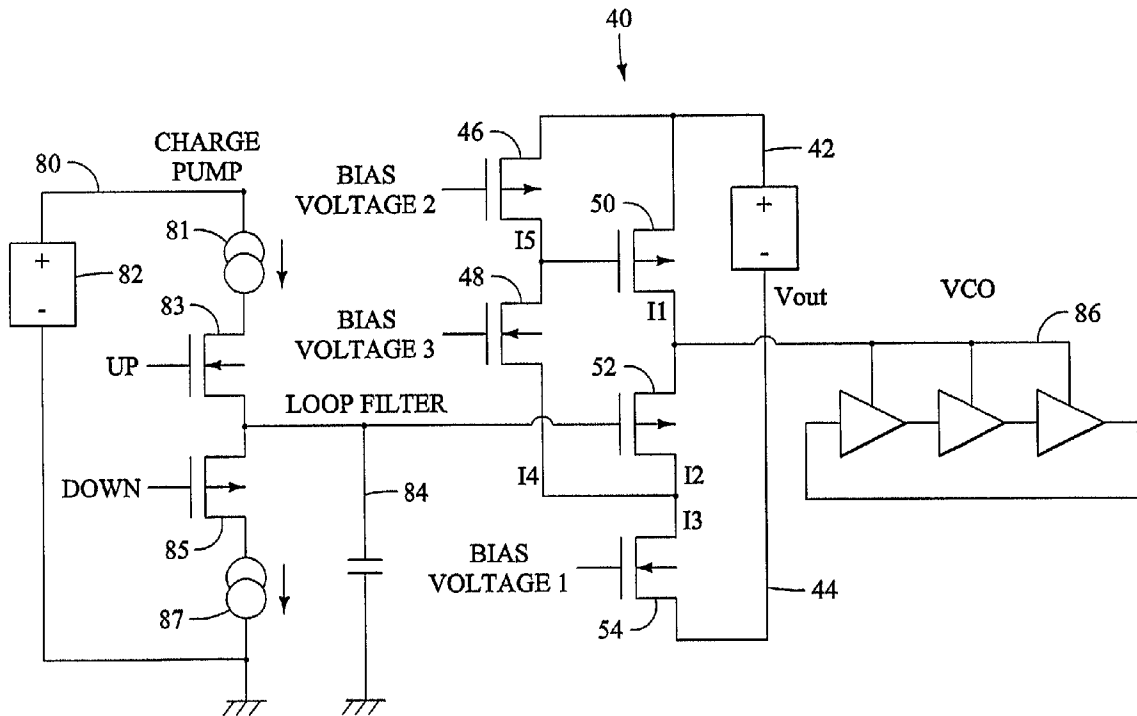 40
CHARGE
PUMP
80
81
82
+
-
83
UP
DOWN
85
87
LOOP FILTER
84
46
BIAS
VOLTAGE 2
I5
48
BIAS
VOLTAGE 3
50
42
+
-
I1
Vout
52
I4
I2
I3
BIAS
VOLTAGE 1
54
44
VCO
86